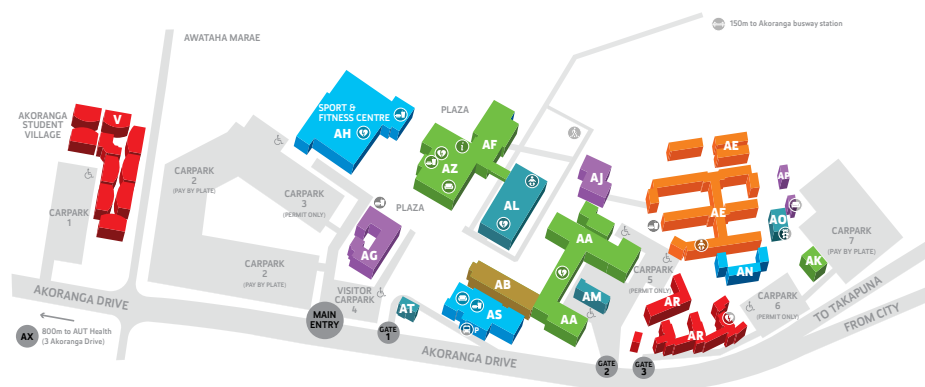 150m to Akoranga busway station
AWATAHA MARAE
AKORANGA
STUDENT
VILLAGE
V
SPORT &
FITNESS CENTRE
AH
PLAZA
AF
AZ
i
AL
AJ
AE
AE
AP
AO
AN
AK
CARPARK
1
CARPARK
2
(PAY BY PLATE)
CARPARK
3
(PERMIT ONLY)
PLAZA
AG
CARPARK
2
(PAY BY PLATE)
VISITOR
CARPARK
4
AA
AA
AB
AS
AM
AT
P
CARPARK
5
(PERMIT ONLY)
AR
AR
CARPARK
6
(PERMIT ONLY)
CARPARK
7
(PAY BY PLATE)
TO TAKAPUNA
FROM CITY
AKORANGA DRIVE
AX
800m to AUT Health
(3 Akoranga Drive)
MAIN
ENTRY
GATE
1
AKORANGA DRIVE
GATE
2
GATE
3